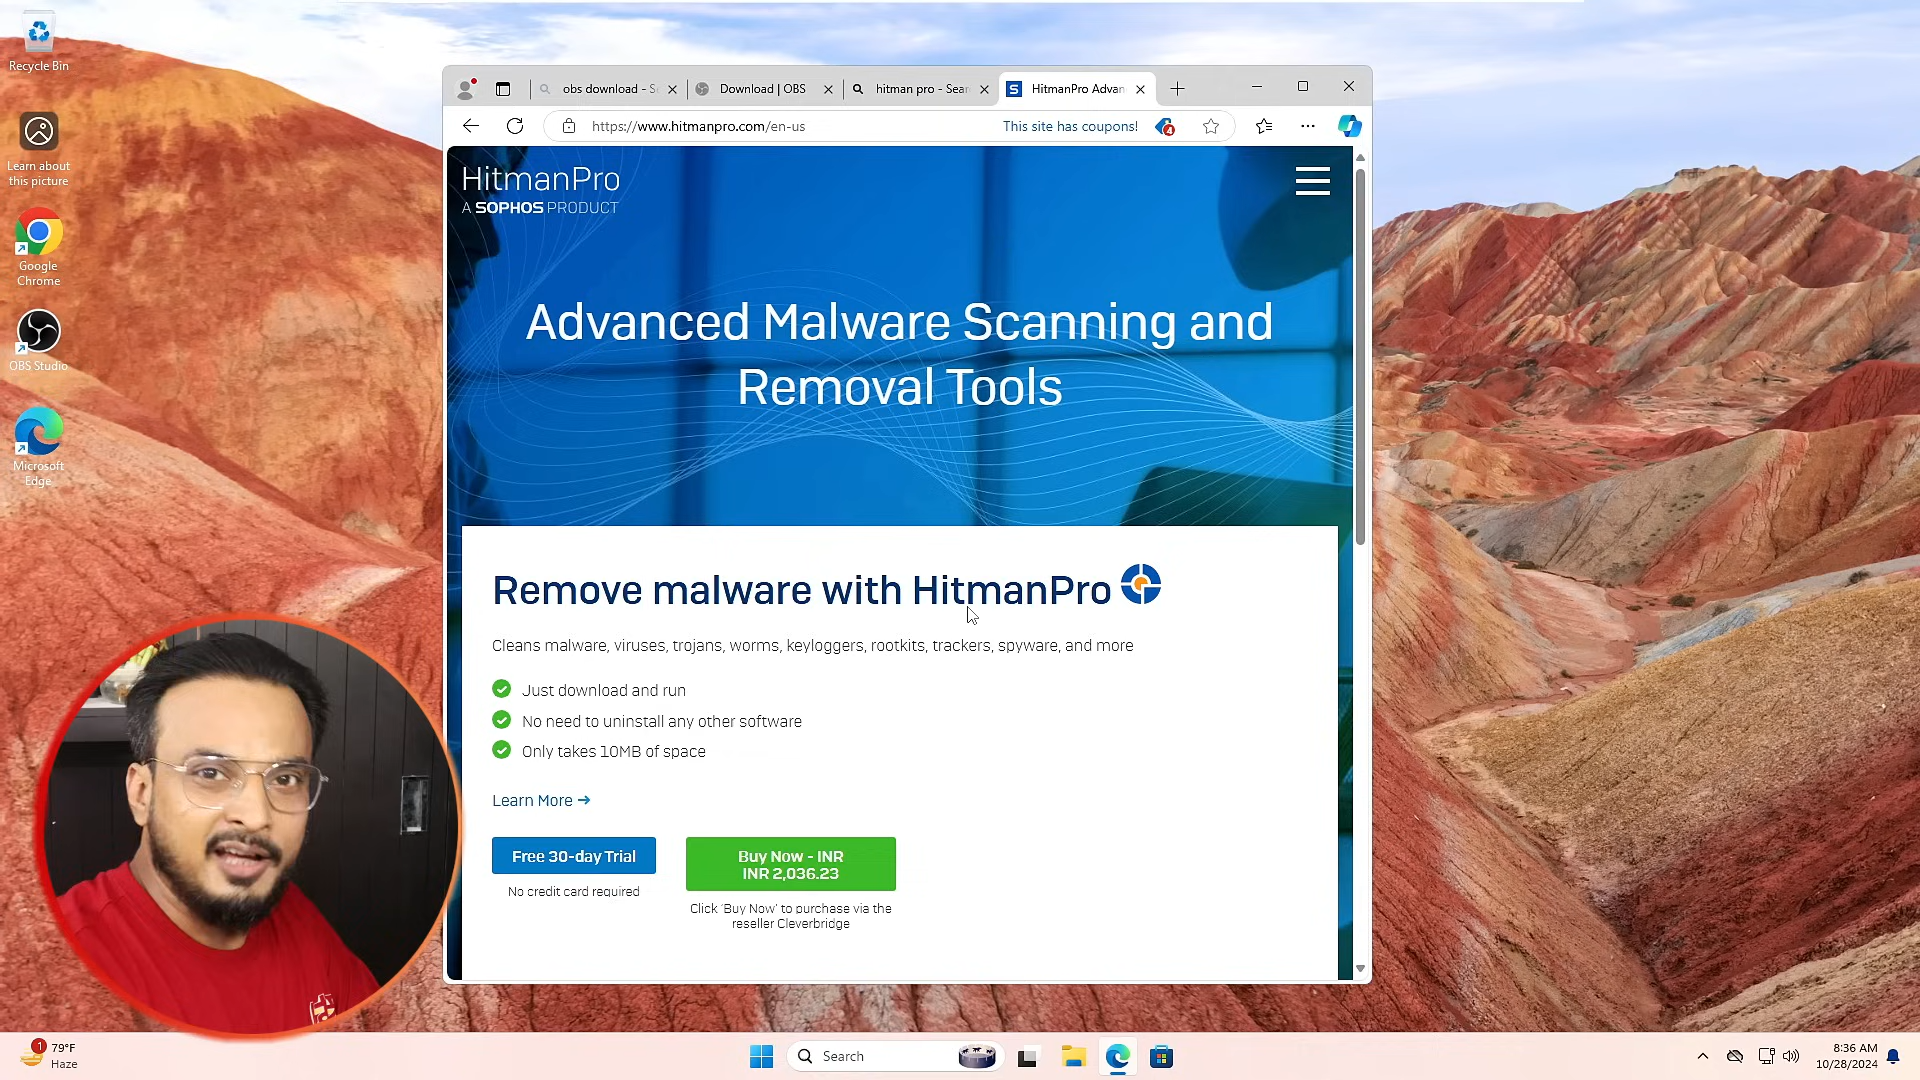 Recycle Bin
Learn about
this picture
Google
Chrome
OBS Studio
Microsoft
Edge
obs download - S
Download | OBS
hitman pro - Sear
HitmanPro Advan
https://www.hitmanpro.com/en-us
This site has coupons!
4
HitmanPro
A SOPHOS PRODUCT
Advanced Malware Scanning and
Removal Tools
Remove malware with HitmanPro
Cleans malware, viruses, trojans, worms, keyloggers, rootkits, trackers, spyware, and more
Just download and run
No need to uninstall any other software
Only takes 10MB of space
Learn More →
Free 30-day Trial
No credit card required
Buy Now - INR
INR 2,036.23
Click 'Buy Now' to purchase via the
reseller Cleverbridge
1
79°F
Haze
Search
8:36 AM
10/28/2024